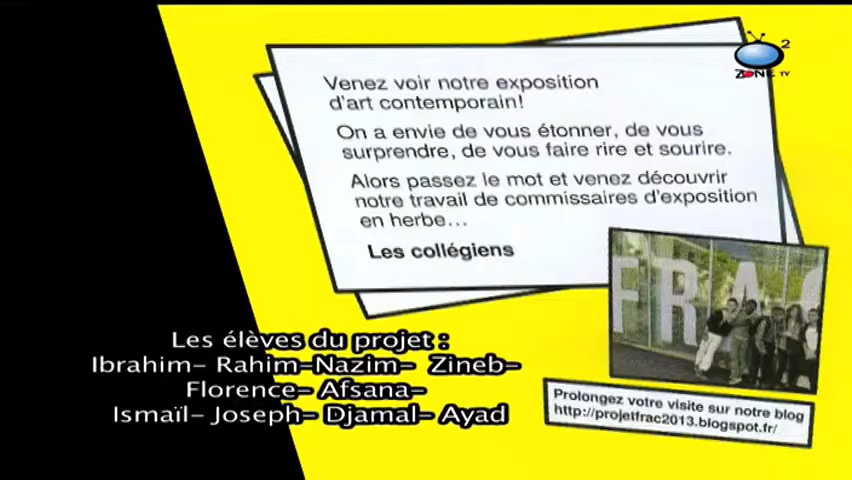 2
ZONE TV
Venez voir notre exposition
d'art contemporain!
On a envie de vous étonner, de vous
surprendre, de vous faire rire et sourire.
Alors passez le mot et venez découvrir
notre travail de commissaires d'exposition
en herbe...
Les collégiens
FRAC
Les élèves du projet :
Ibrahim- Rahim-Nazim- Zineb-
Florence- Afsana-
Ismaïl- Joseph- Djamal- Ayad
Prolongez votre visite sur notre blog
http://projetfrac2013.blogspot.fr/